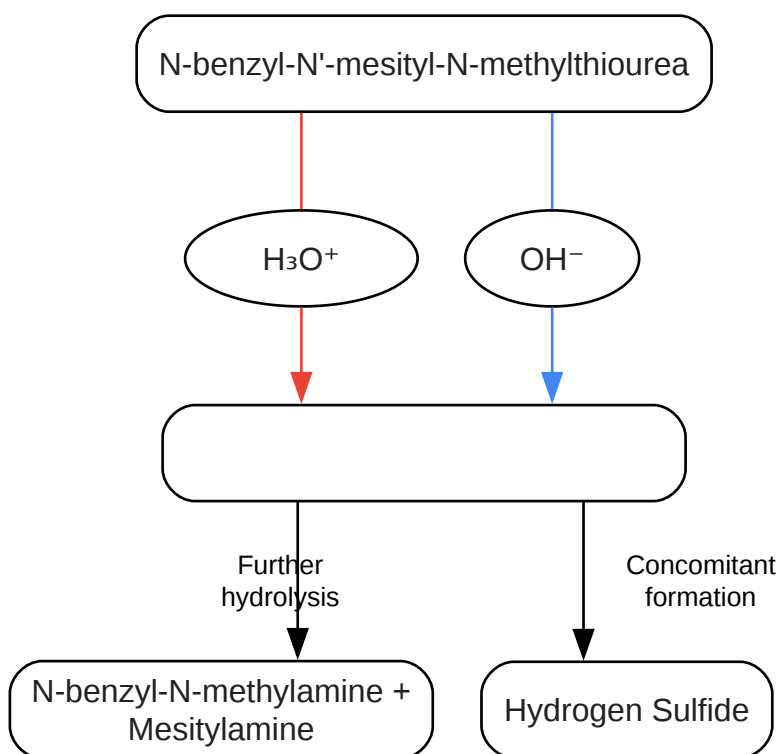 N-benzyl-N'-mesityl-N-methylthiourea
H₃O⁺
OH⁻
Further
hydrolysis
Concomitant
formation
N-benzyl-N-methylamine +
Mesitylamine
Hydrogen Sulfide